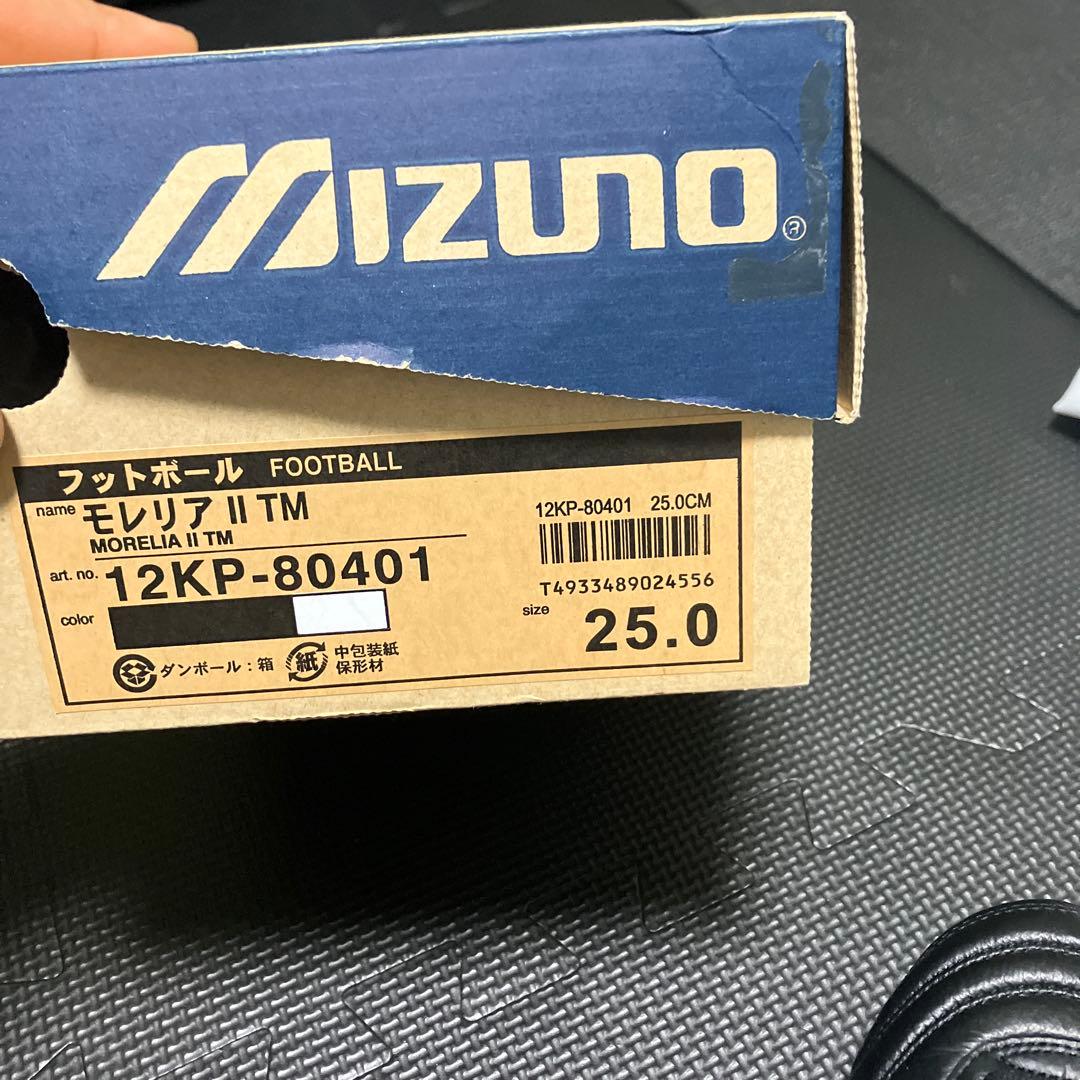 MIZUNO®
フットボール FOOTBALL
name モレリア II TM
MORELIA II TM
art. no. 12KP-80401
color
ダンボール：箱
紙 中包装紙
保形材
12KP-80401 25.0CM
T4933489024556
size 25.0